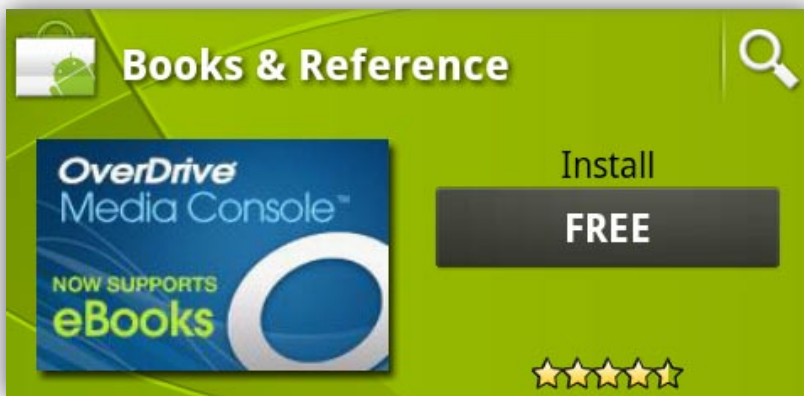 Books & Reference
OverDrive
Media Console™
NOW SUPPORTS
eBooks
Install
FREE